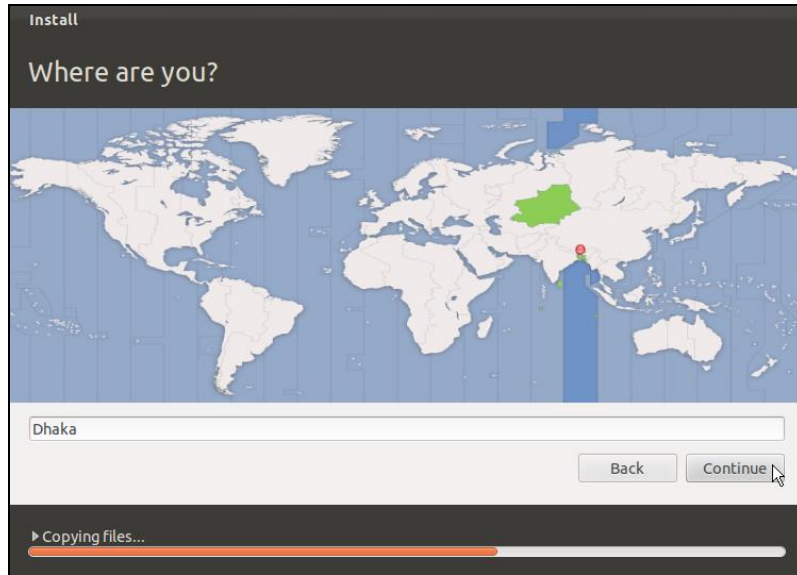 Install
Where are you?
Dhaka
Back
Continue
Copying files...